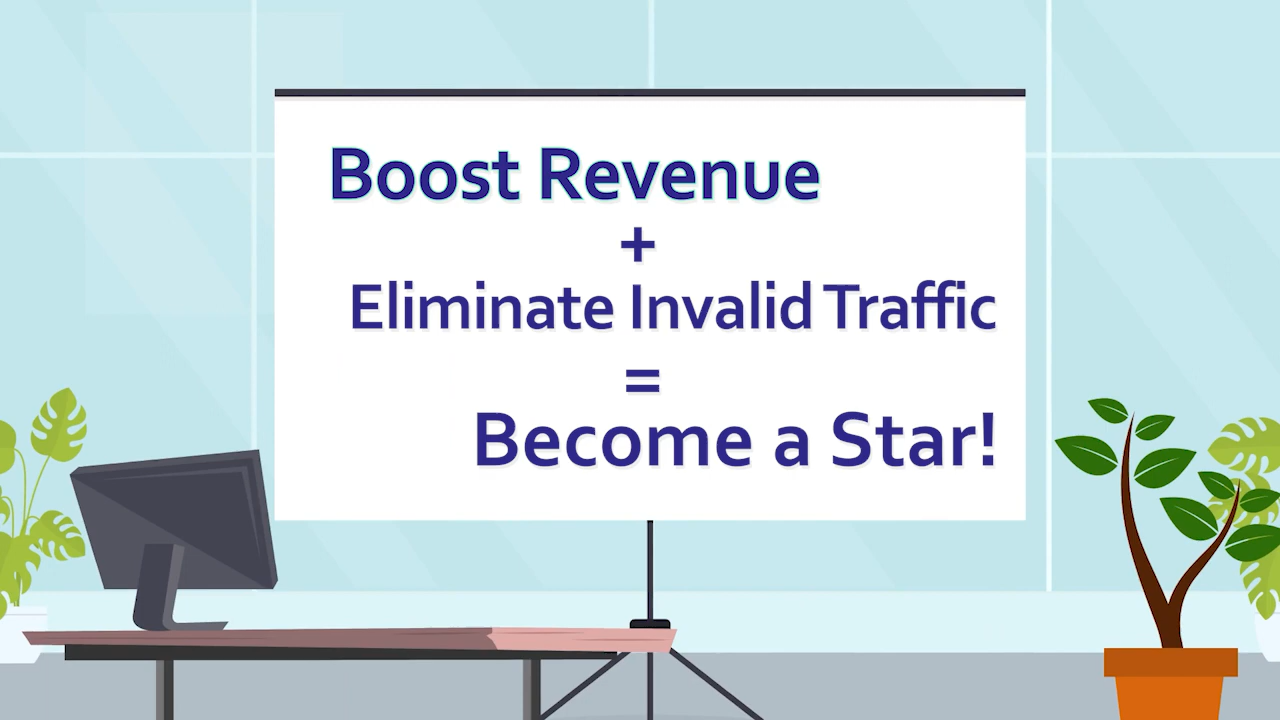 Boost Revenue
+
Eliminate Invalid Traffic
=
Become a Star!